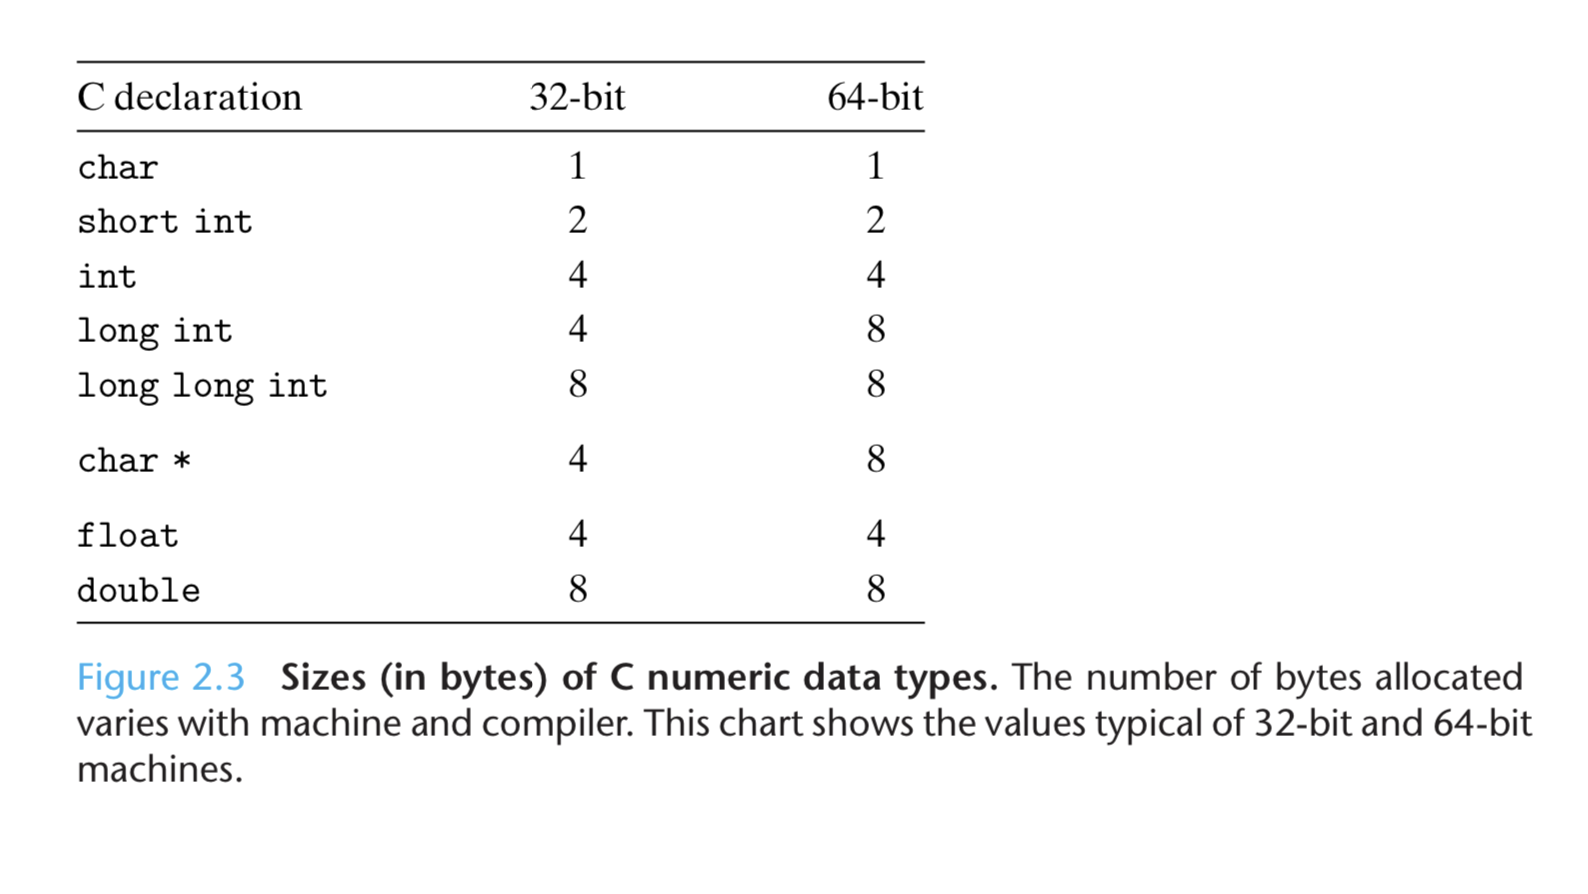 C declaration 32-bit 64-bit
char 1 1
short int 2 2
int 4 4
long int 4 8
long long int 8 8
char * 4 8
float 4 4
double 8 8
Figure 2.3 Sizes (in bytes) of C numeric data types. The number of bytes allocated
varies with machine and compiler. This chart shows the values typical of 32-bit and 64-bit
machines.